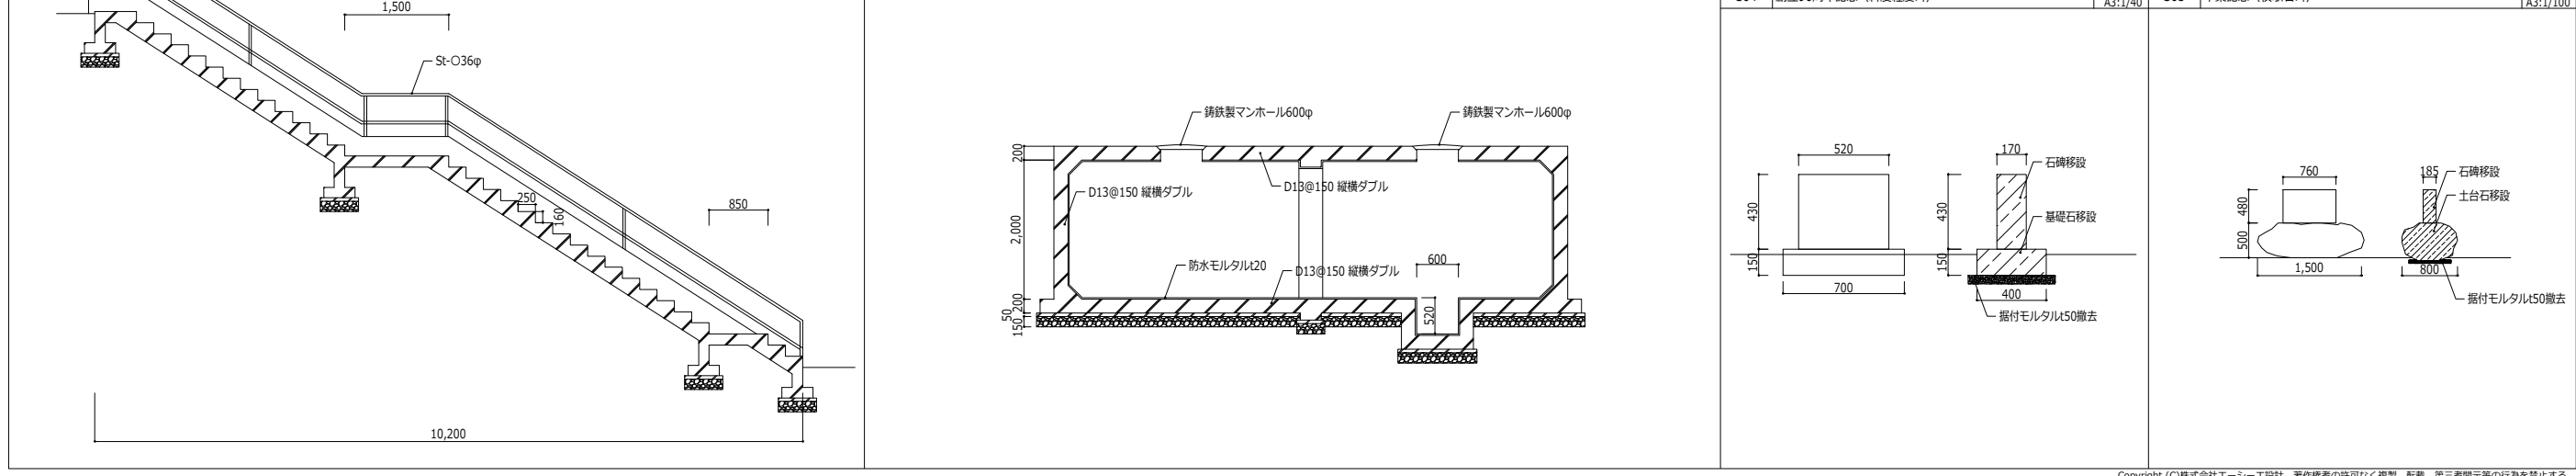 1,500
St-○36φ
250
160
850
10,200
鋳鉄製マンホール600φ
鋳鉄製マンホール600φ
200
D13@150 縦横ダブル
D13@150 縦横ダブル
2,000
防水モルタルt20
D13@150 縦横ダブル
600
520
200
50
150
A3:1/40
A3:1/100
520
430
150
700
170
石碑移設
430
基礎石移設
150
400
据付モルタルt50撤去
760
480
500
1,500
185
石碑移設
土台石移設
800
据付モルタルt50撤去